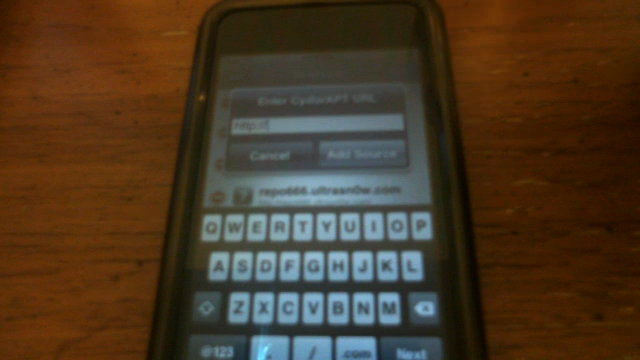 Enter Cydia/APT URL
http://
Cancel Add Source
repo666.ultrasn0w.com
Q W E R T Y U I O P
A S D F G H J K L
Z X C V B N M
@123 . / .com Next